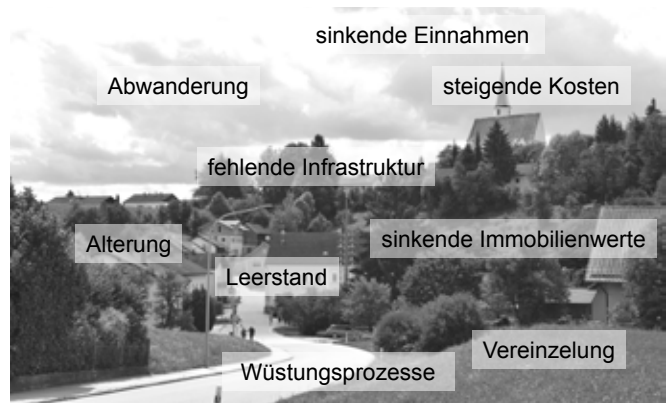 sinkende Einnahmen
Abwanderung
steigende Kosten
fehlende Infrastruktur
Alterung
sinkende Immobilienwerte
Leerstand
Vereinzelung
Wüstungsprozesse